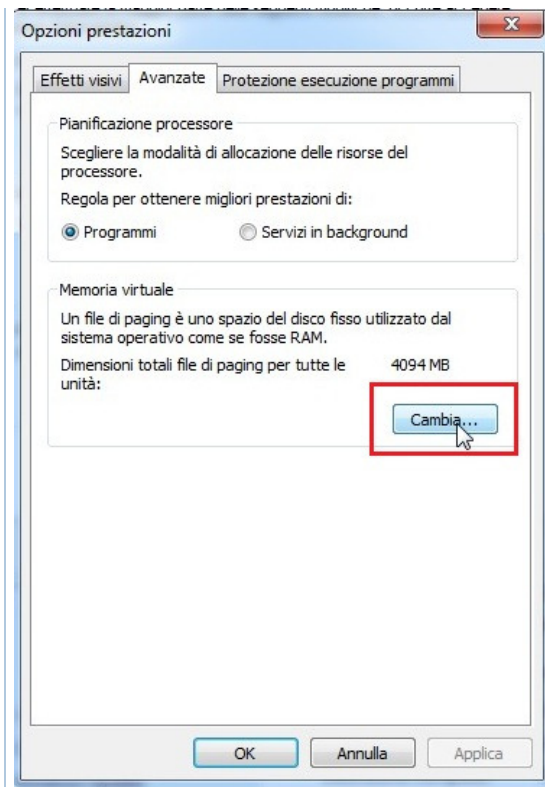 Opzioni prestazioni
Effetti visivi Avanzate Protezione esecuzione programmi
Pianificazione processore
Scegliere la modalità di allocazione delle risorse del
processore.
Regola per ottenere migliori prestazioni di:
Programmi Servizi in background
Memoria virtuale
Un file di paging è uno spazio del disco fisso utilizzato dal
sistema operativo come se fosse RAM.
Dimensioni totali file di paging per tutte le 4094 MB
unità:
Cambia...
OK Annulla Applica